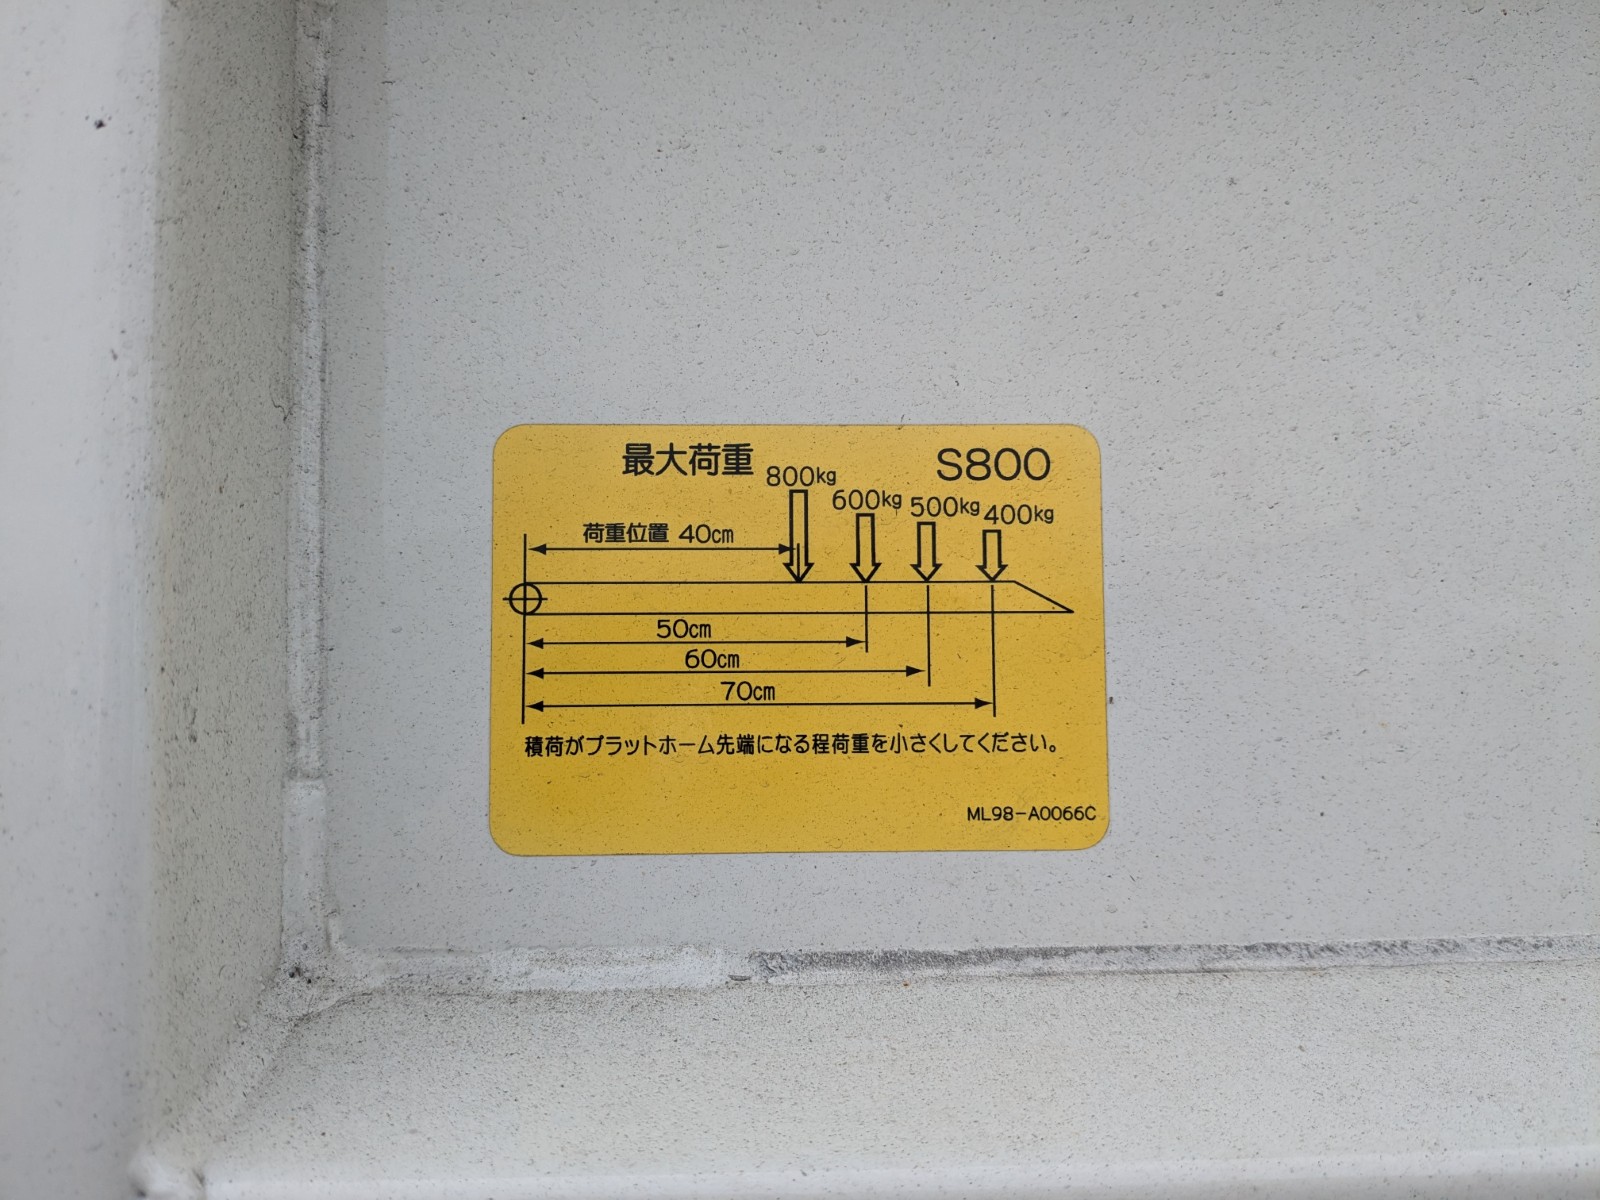 最大荷重
S800
800kg
600kg
500kg
400kg
荷重位置 40cm
50cm
60cm
70cm
積荷がプラットホーム先端になる程荷重を小さくしてください。
ML98-A0066C